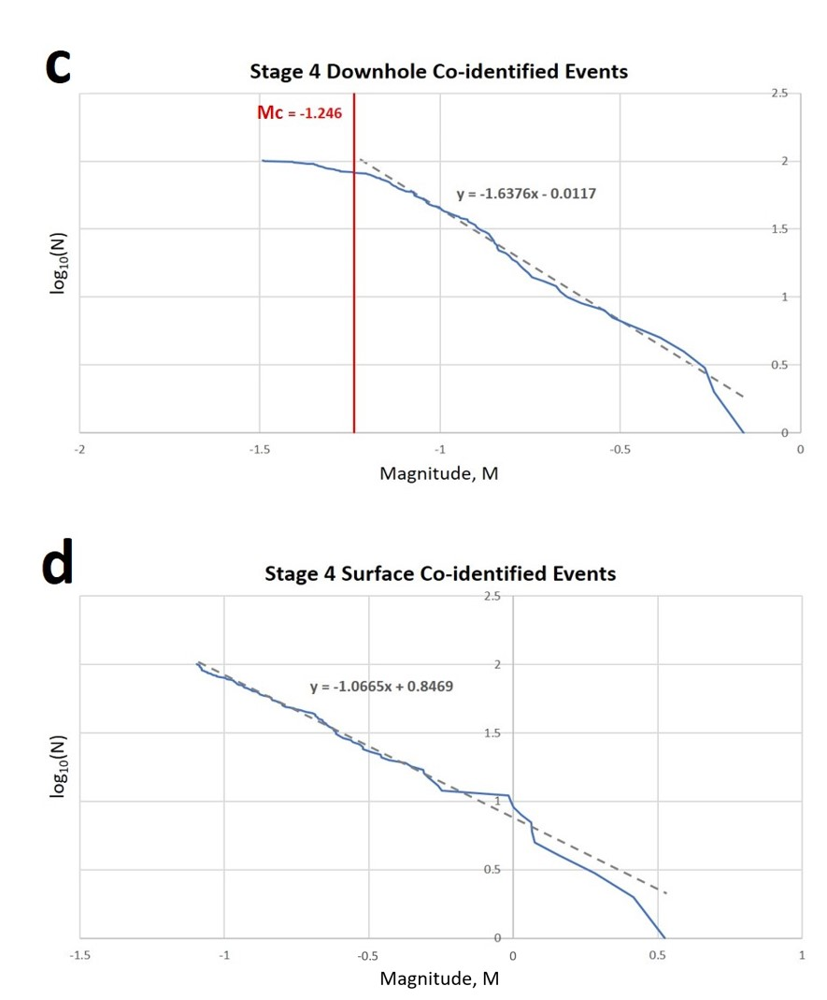 c
Stage 4 Downhole Co-identified Events
2.5
Mc = -1.246
2
y = -1.6376x - 0.0117
1.5
log10(N)
1
0.5
0
-2 -1.5 -1 -0.5 0
Magnitude, M
d
Stage 4 Surface Co-identified Events
2.5
2
y = -1.0665x + 0.8469
1.5
log10(N)
1
0.5
0
-1.5 -1 -0.5 0 0.5 1
Magnitude, M